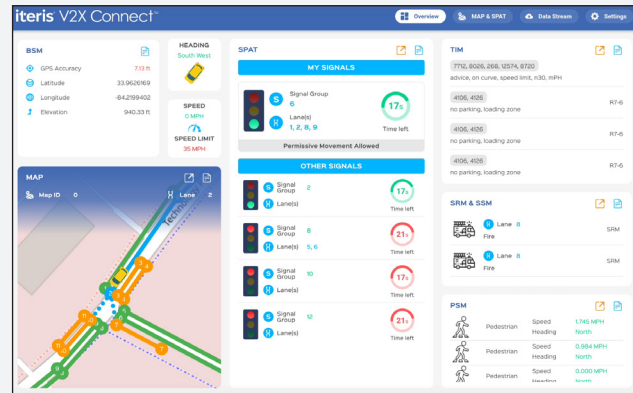 iteris V2X Connect™
Overview
MAP & SPAT
Data Stream
Settings
BSM
GPS Accuracy 7.13 ft
Latitude 33.9626169
Longitude -84.2199402
Elevation 940.33 ft
HEADING
South West
SPEED
0 MPH
SPEED LIMIT
35 MPH
MAP
Map ID 0
Lane 2
Technology
SPAT
MY SIGNALS
S Signal Group
6
Lane(s)
1, 2, 8, 9
17s
Time left
Permissive Movement Allowed
OTHER SIGNALS
S Signal Group 2
Lane(s)
17s
Time left
S Signal Group 8
Lane(s) 5, 6
21s
Time left
S Signal Group 10
Lane(s)
17s
Time left
S Signal Group 12
Lane(s)
21s
Time left
TIM
7712, 8026, 268, 12574, 8720
advice, on curve, speed limit, n30, mPH
4106, 4126
no parking, loading zone
R7-6
4106, 4126
no parking, loading zone
R7-6
4106, 4126
no parking, loading zone
R7-6
SRM & SSM
Lane 8
Fire
SRM
Lane 8
Fire
SRM
PSM
Pedestrian
Speed 1.745 MPH
Heading North
Pedestrian
Speed 0.984 MPH
Heading North
Pedestrian
Speed 0.000 MPH
Heading North